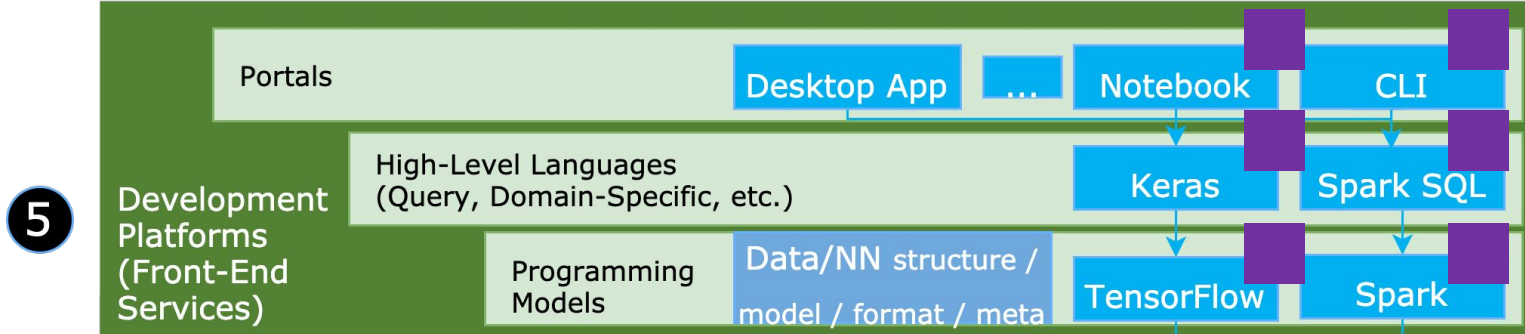 5
Development
Platforms
(Front-End
Services)
Portals
Desktop App
...
Notebook
CLI
High-Level Languages
(Query, Domain-Specific, etc.)
Keras
Spark SQL
Programming
Models
Data/NN structure /
model / format / meta
TensorFlow
Spark